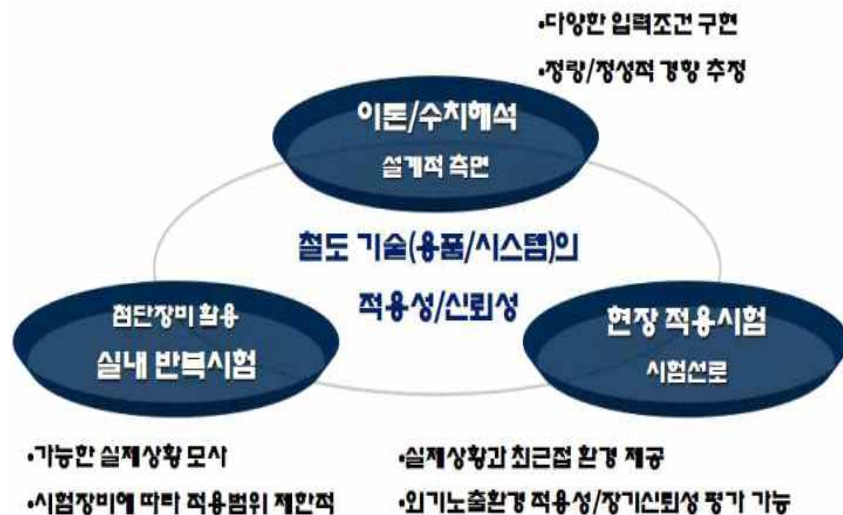 •다양한 입력조건 구현
•정량/정성적 경향 추정
이론/수치해석
설계적 측면
철도 기술(용품/시스템)의
적용성/신뢰성
첨단장비 활용
실내 반복시험
현장 적용시험
시험선로
•가능한 실제상황 모사
•시험장비에 따라 적용범위 제한적
•실제상황과 최근접 환경 제공
•외기노출환경 적용성/장기신뢰성 평가 가능